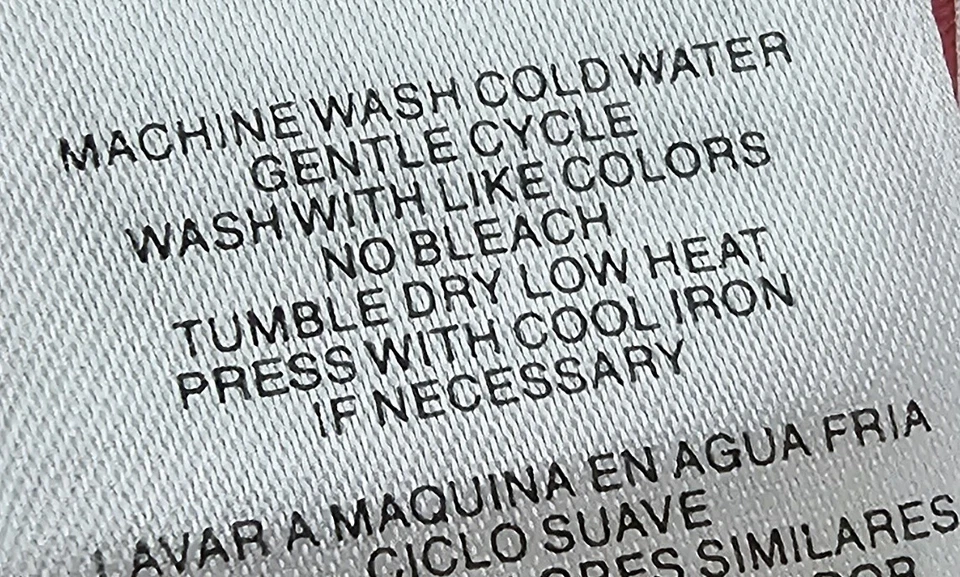 MACHINE WASH COLD WATER
GENTLE CYCLE
WASH WITH LIKE COLORS
NO BLEACH
TUMBLE DRY LOW HEAT
PRESS WITH COOL IRON
IF NECESSARY
LAVAR A MAQUINA EN AGUA FRIA
CICLO SUAVE
SIMILARES